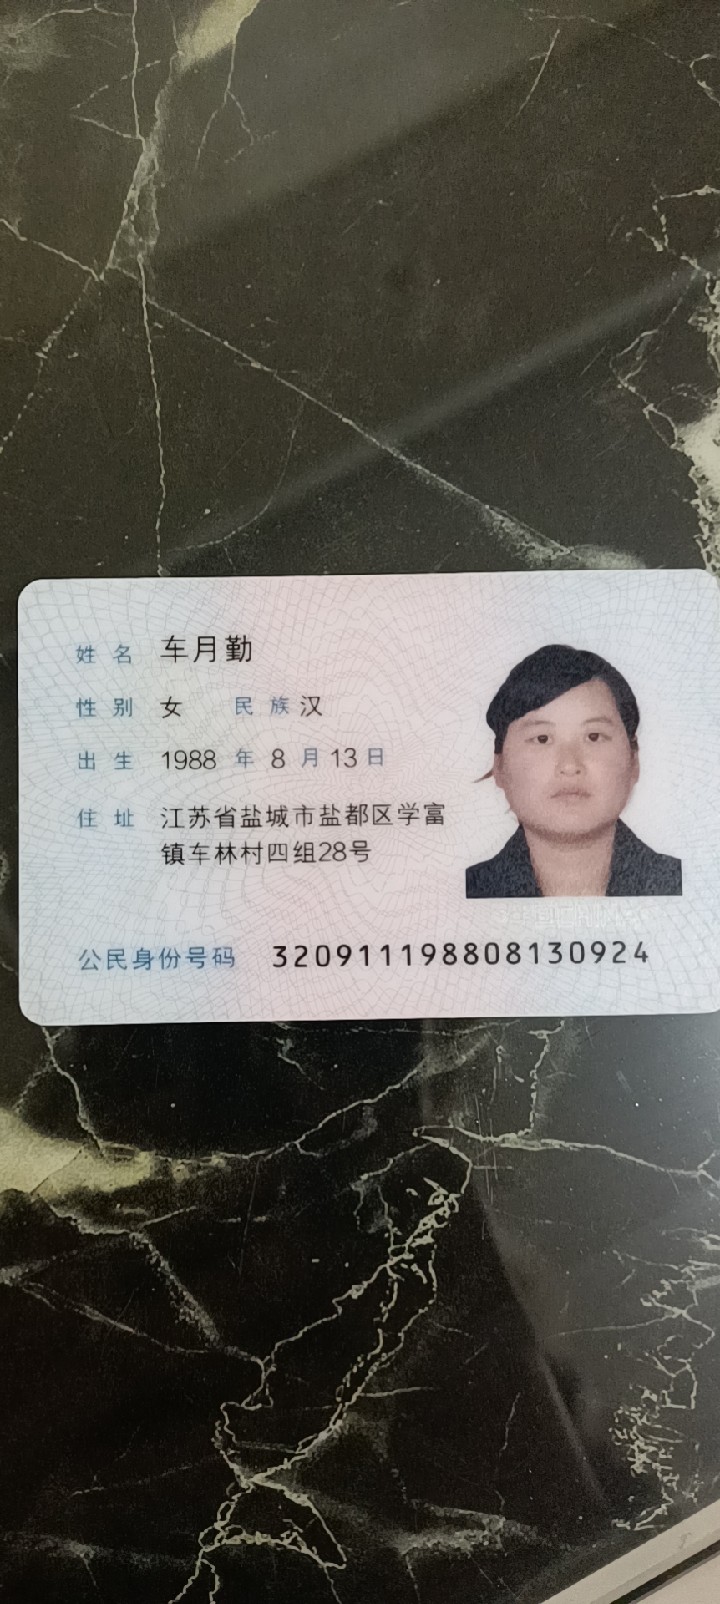 姓名 车月勤
性别 女 民族 汉
出生 1988 年 8 月 13 日
住址 江苏省盐城市盐都区学富
镇车林村四组28号
公民身份号码 320911198808130924